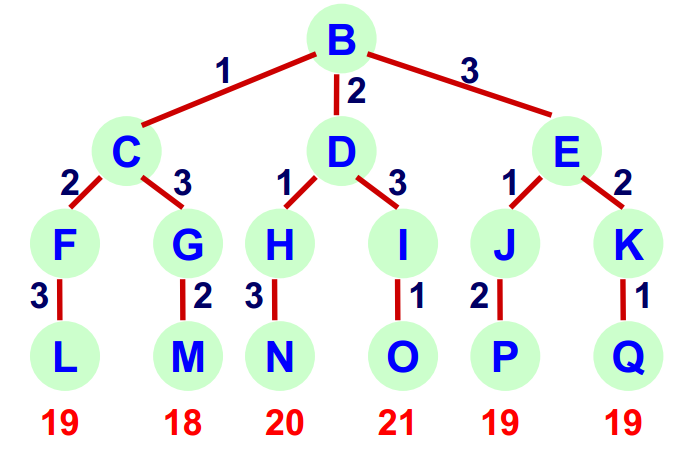 B
1 2 3
C D E
2 3 1 3 1 2
F G H I J K
3 2 3 1 2 1
L M N O P Q
19 18 20 21 19 19